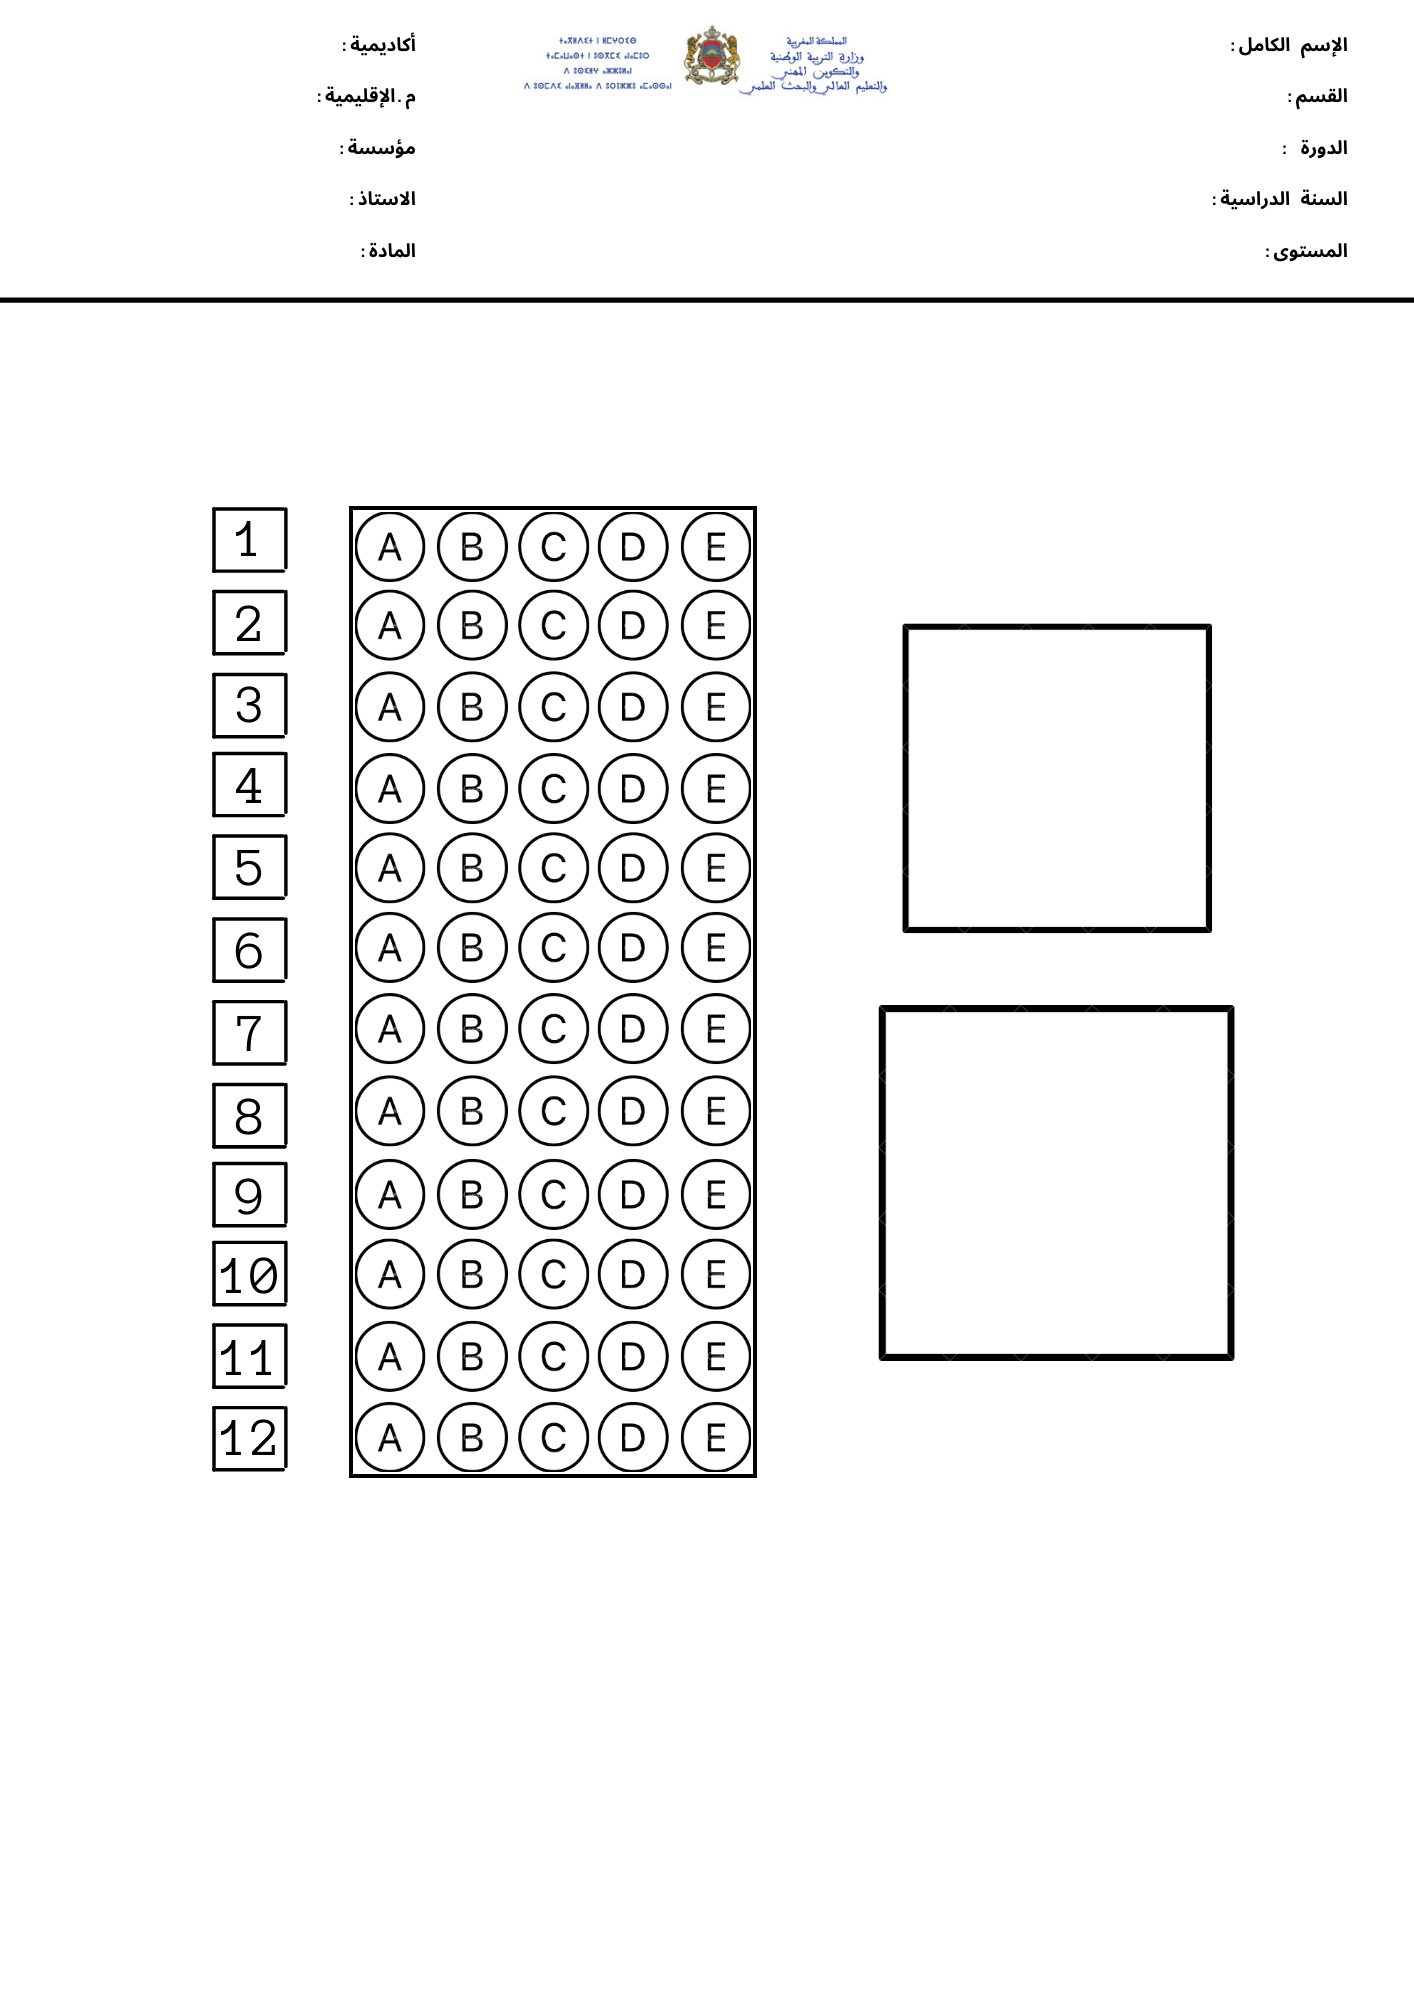 الإسم الكامل :
القسم :
الدورة :
السنة الدراسية :
المستوى :
المملكة المغربية
وزارة التربية الوطنية
والتكوين المهني
والتعليم العالي والبحث العلمي
أكاديمية :
م.الإقليمية :
مؤسسة :
الاستاذ :
المادة :
1 A B C D E
2 A B C D E
3 A B C D E
4 A B C D E
5 A B C D E
6 A B C D E
7 A B C D E
8 A B C D E
9 A B C D E
10 A B C D E
11 A B C D E
12 A B C D E